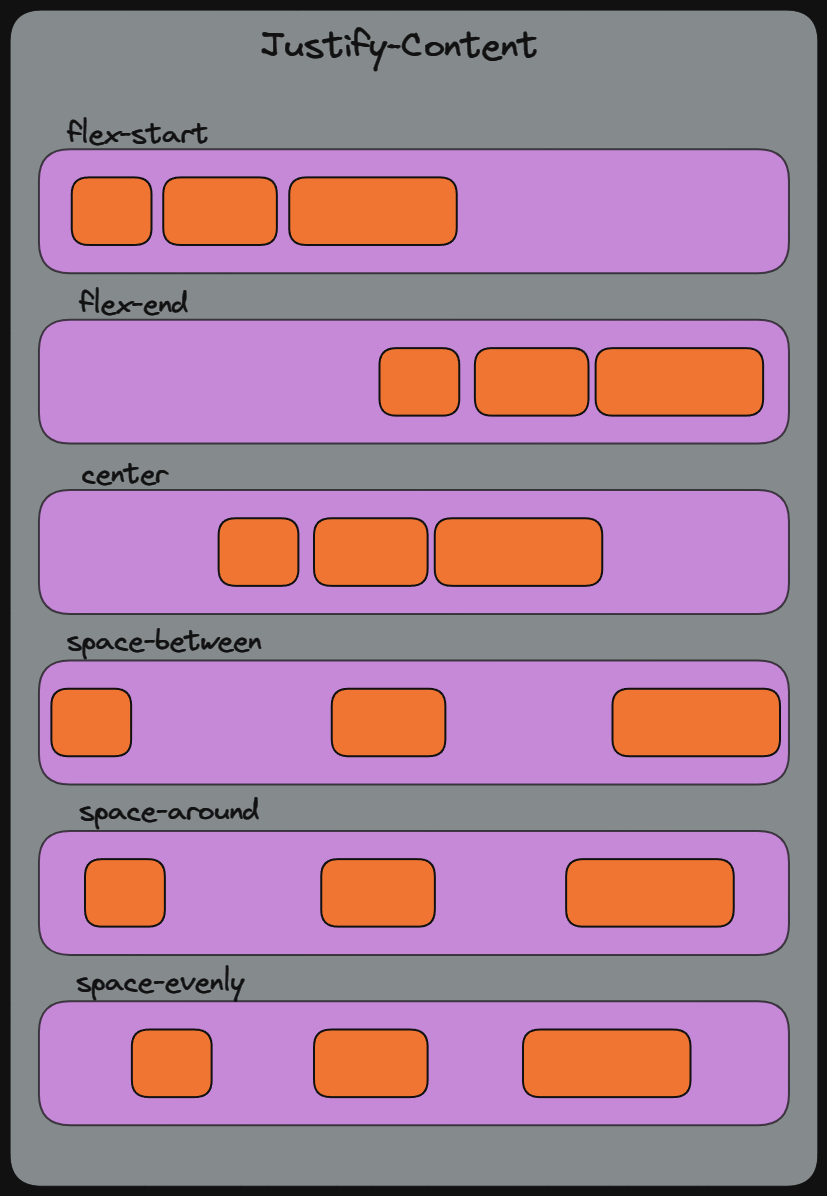 Justify-Content
flex-start
flex-end
center
space-between
space-around
space-evenly